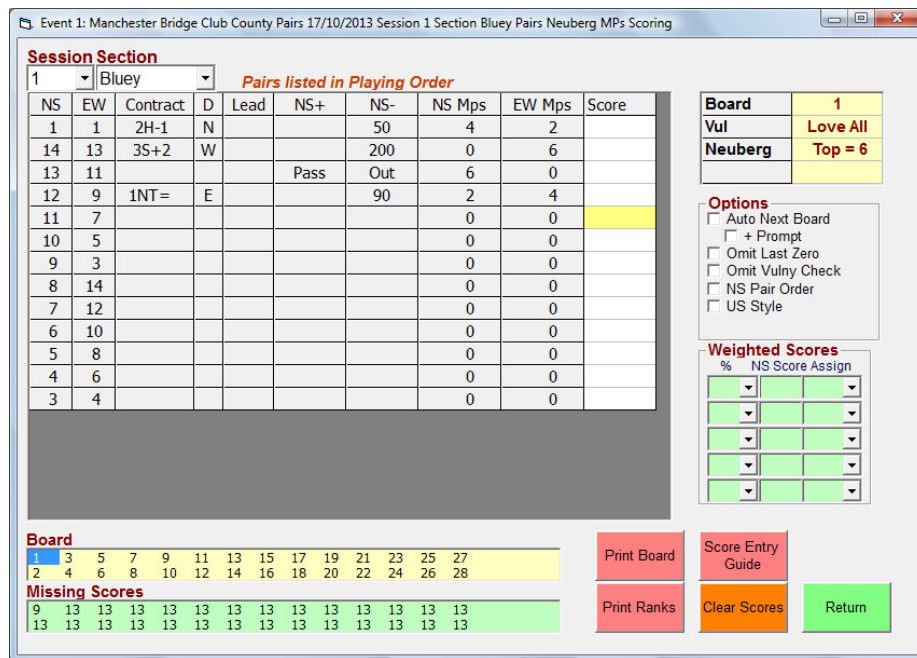 Event 1: Manchester Bridge Club County Pairs 17/10/2013 Session 1 Section Bluey Pairs Neuberg MPs Scoring
Session Section
1 Bluey
Pairs listed in Playing Order
NS EW Contract D Lead NS+ NS- NS Mps EW Mps Score
1 1 2H-1 N 50 4 2
14 13 3S+2 W 200 0 6
13 11 Pass Out 6 0
12 9 1NT= E 90 2 4
11 7 0 0
10 5 0 0
9 3 0 0
8 14 0 0
7 12 0 0
6 10 0 0
5 8 0 0
4 6 0 0
3 4 0 0
Board 1
Vul Love All
Neuberg Top = 6
Options
Auto Next Board
+ Prompt
Omit Last Zero
Omit Vulny Check
NS Pair Order
US Style
Weighted Scores
% NS Score Assign
Board
1 3 5 7 9 11 13 15 17 19 21 23 25 27
2 4 6 8 10 12 14 16 18 20 22 24 26 28
Missing Scores
9 13 13 13 13 13 13 13 13 13 13 13 13 13
13 13 13 13 13 13 13 13 13 13 13 13 13 13
Print Board
Score Entry
Guide
Print Ranks
Clear Scores
Return